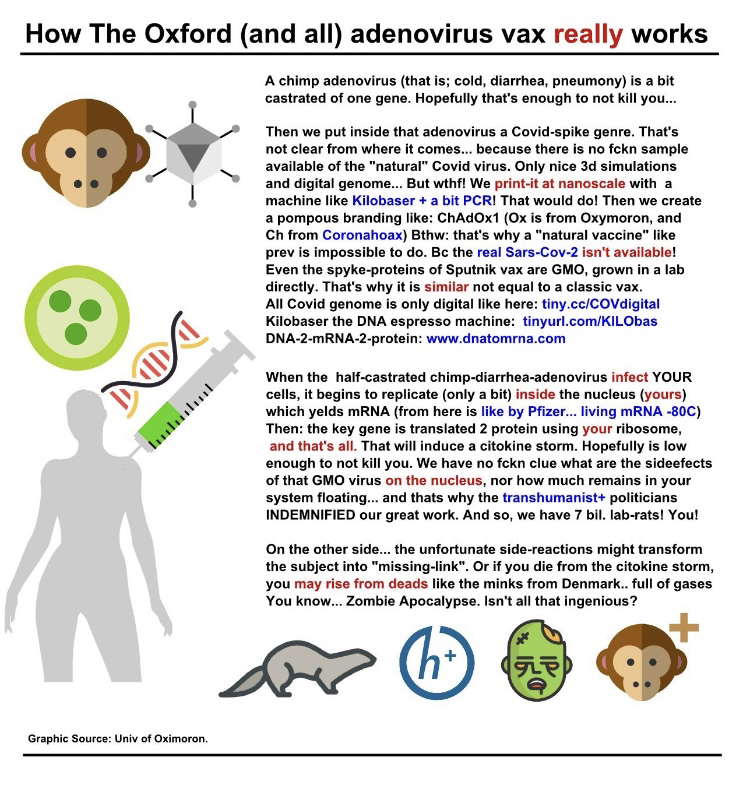 How The Oxford (and all) adenovirus vax really works
A chimp adenovirus (that is; cold, diarrhea, pneumony) is a bit
castrated of one gene. Hopefully that's enough to not kill you...
Then we put inside that adenovirus a Covid-spike genre. That's
not clear from where it comes... because there is no fckn sample
available of the "natural" Covid virus. Only nice 3d simulations
and digital genome... But wthf! We print-it at nanoscale with a
machine like Kilobaser + a bit PCR! That would do! Then we create
a pompous branding like: ChAdOx1 (Ox is from Oxymoron, and
Ch from Coronahoax) Bthw: that's why a "natural vaccine" like
prev is impossible to do. Bc the real Sars-Cov-2 isn't available!
Even the spyke-proteins of Sputnik vax are GMO, grown in a lab
directly. That's why it is similar not equal to a classic vax.
All Covid genome is only digital like here: tiny.cc/COVdigital
Kilobaser the DNA espresso machine: tinyurl.com/KILObas
DNA-2-mRNA-2-protein: www.dnatomrna.com
When the half-castrated chimp-diarrhea-adenovirus infect YOUR
cells, it begins to replicate (only a bit) inside the nucleus (yours)
which yelds mRNA (from here is like by Pfizer... living mRNA -80C)
Then: the key gene is translated 2 protein using your ribosome,
and that's all. That will induce a citokine storm. Hopefully is low
enough to not kill you. We have no fckn clue what are the sideefects
of that GMO virus on the nucleus, nor how much remains in your
system floating... and thats why the transhumanist+ politicians
INDEMNIFIED our great work. And so, we have 7 bil. lab-rats! You!
On the other side... the unfortunate side-reactions might transform
the subject into "missing-link". Or if you die from the citokine storm,
you may rise from deads like the minks from Denmark.. full of gases
You know... Zombie Apocalypse. Isn't all that ingenious?
h+
Graphic Source: Univ of Oximoron.